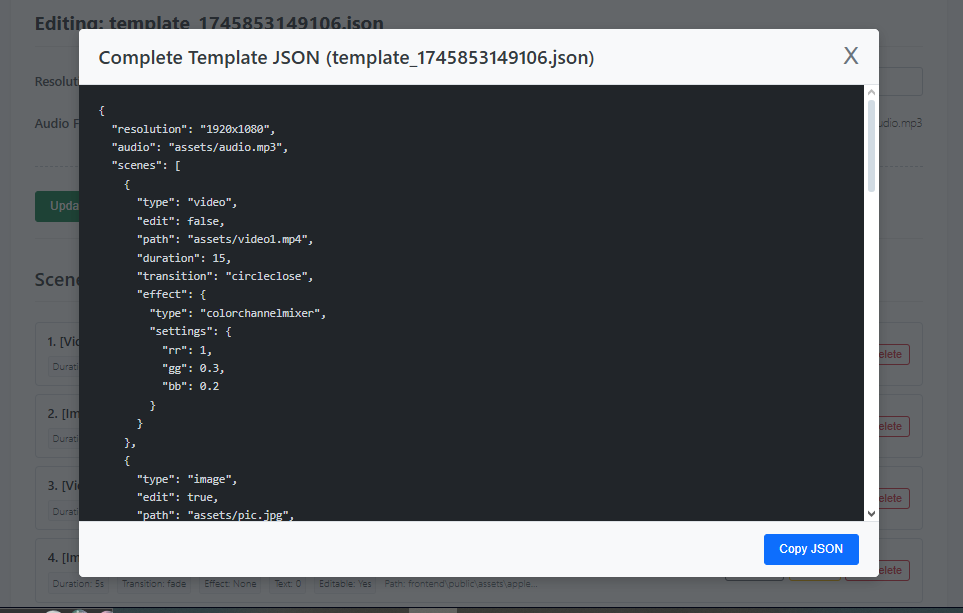 Editing: template_1745853149106.json
Complete Template JSON (template_1745853149106.json)
X
Resolut
Audio F
udio.mp3
{
"resolution": "1920x1080",
"audio": "assets/audio.mp3",
"scenes": [
{
"type": "video",
"edit": false,
"path": "assets/video1.mp4",
"duration": 15,
"transition": "circleclose",
"effect": {
"type": "colorchannelmixer",
"settings": {
"rr": 1,
"gg": 0.3,
"bb": 0.2
}
}
},
{
"type": "image",
"edit": true,
"path": "assets/pic.jpg",
Upda
Scene
1. [Vid
Durati
elete
2. [Im
Durati
elete
3. [Vid
Durati
elete
4. [Im
Duration: 5s Transition: fade Effect: None Text: 0 Editable: Yes Path: frontend\public\assets\apple...
elete
Copy JSON